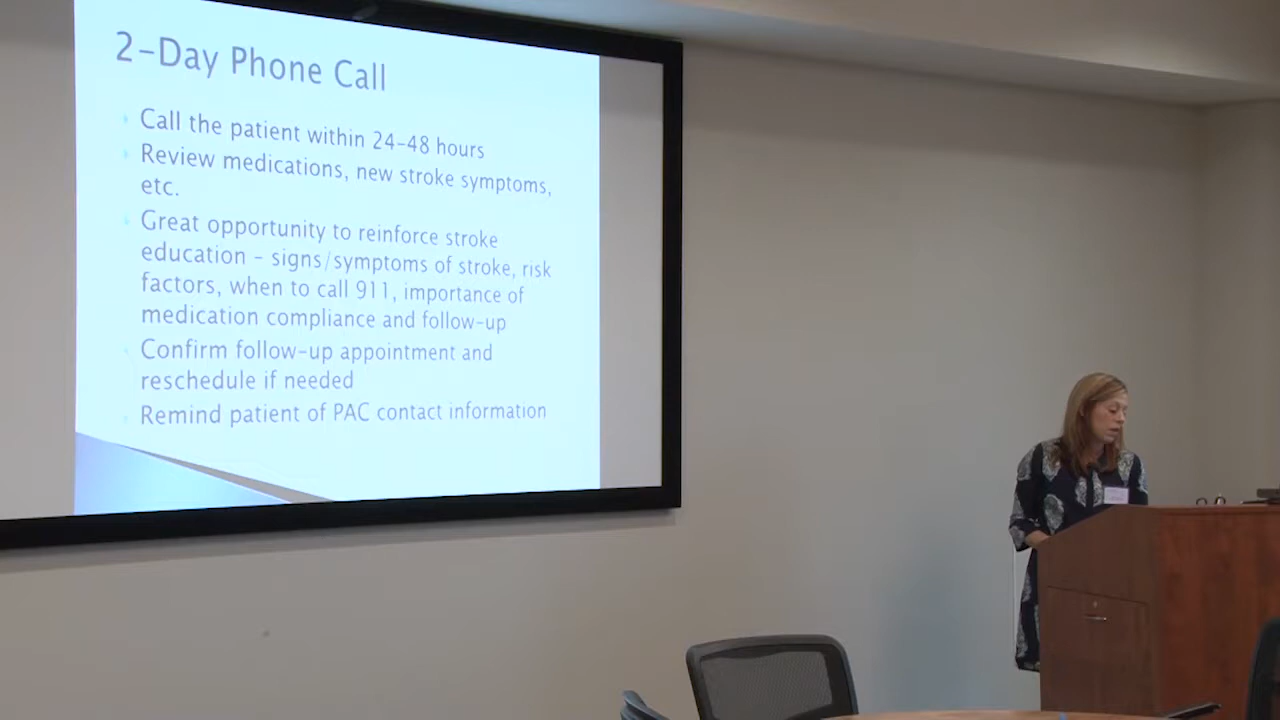 2-Day Phone Call
Call the patient within 24-48 hours
Review medications, new stroke symptoms,
etc.
Great opportunity to reinforce stroke
education - signs/symptoms of stroke, risk
factors, when to call 911, importance of
medication compliance and follow-up
Confirm follow-up appointment and
reschedule if needed
Remind patient of PAC contact information